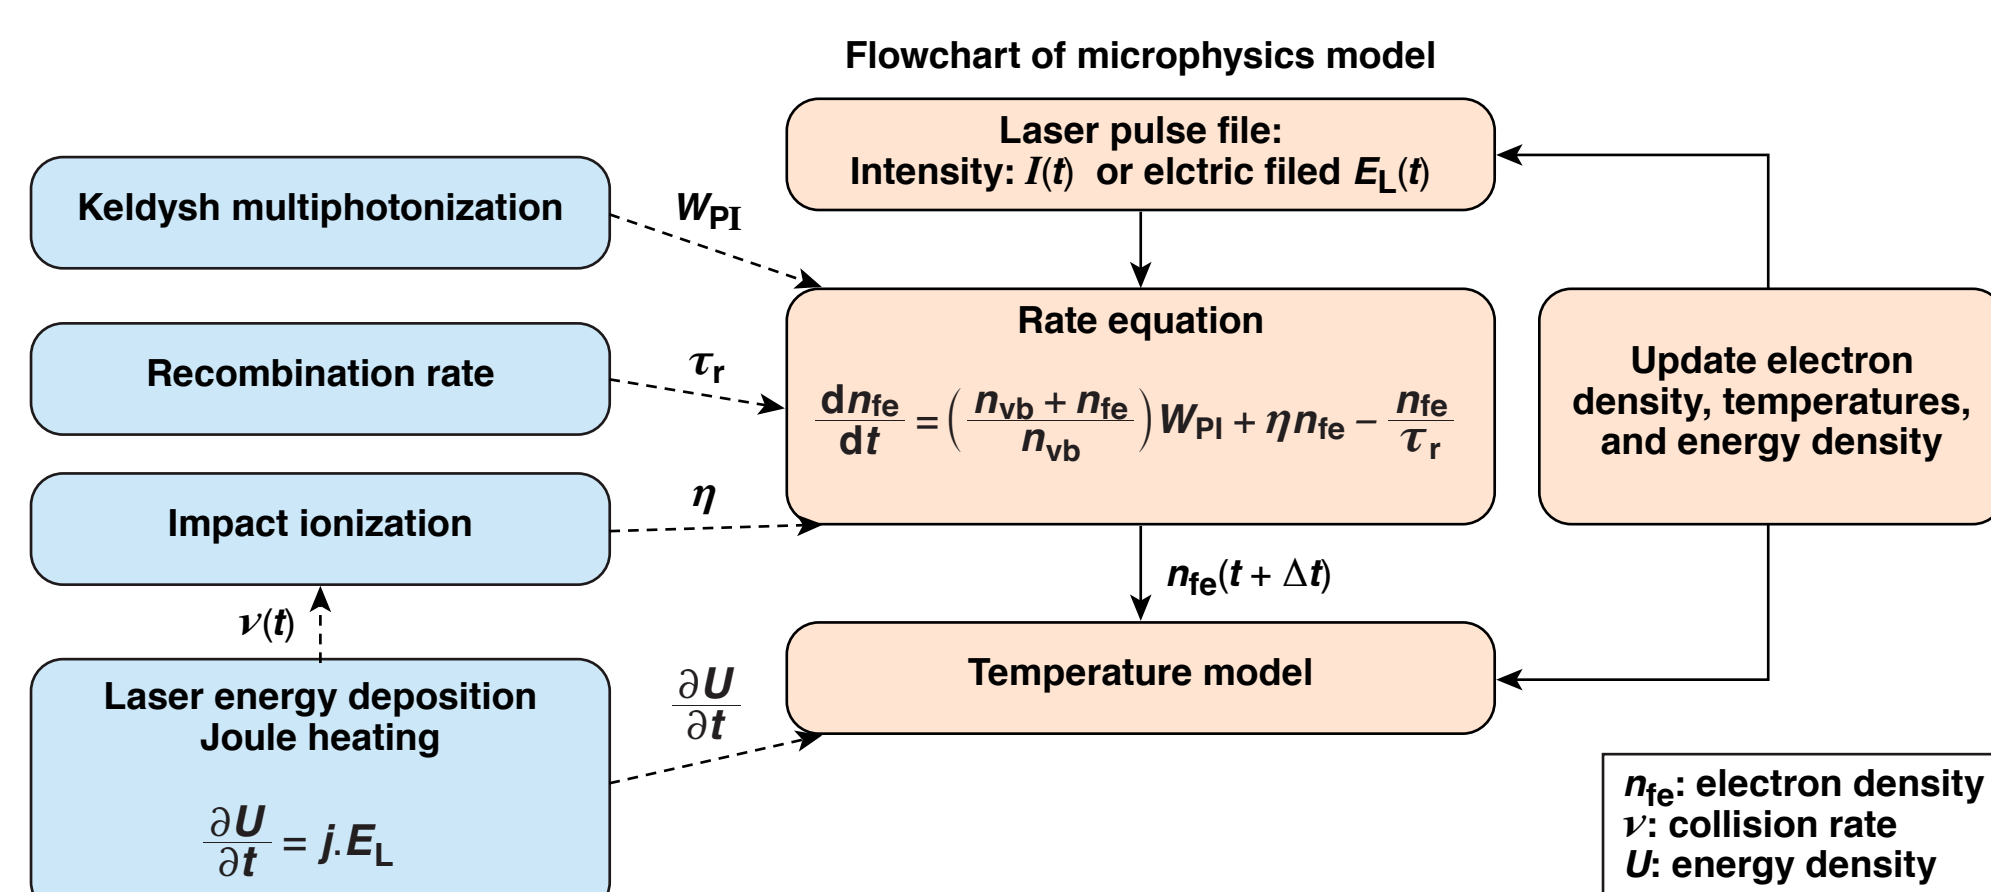 Flowchart of microphysics model
Laser pulse file:
Intensity: I(t) or elctric filed E_L(t)
Keldysh multiphotonization
W_PI
Rate equation
dn_fe/dt = ((n_vb + n_fe)/n_vb) W_PI + ηn_fe − n_fe/τ_r
Recombination rate
τ_r
Update electron
density, temperatures,
and energy density
Impact ionization
η
n_fe(t + Δt)
ν(t)
Temperature model
Laser energy deposition
Joule heating
∂U/∂t = j.E_L
∂U/∂t
n_fe: electron density
ν: collision rate
U: energy density